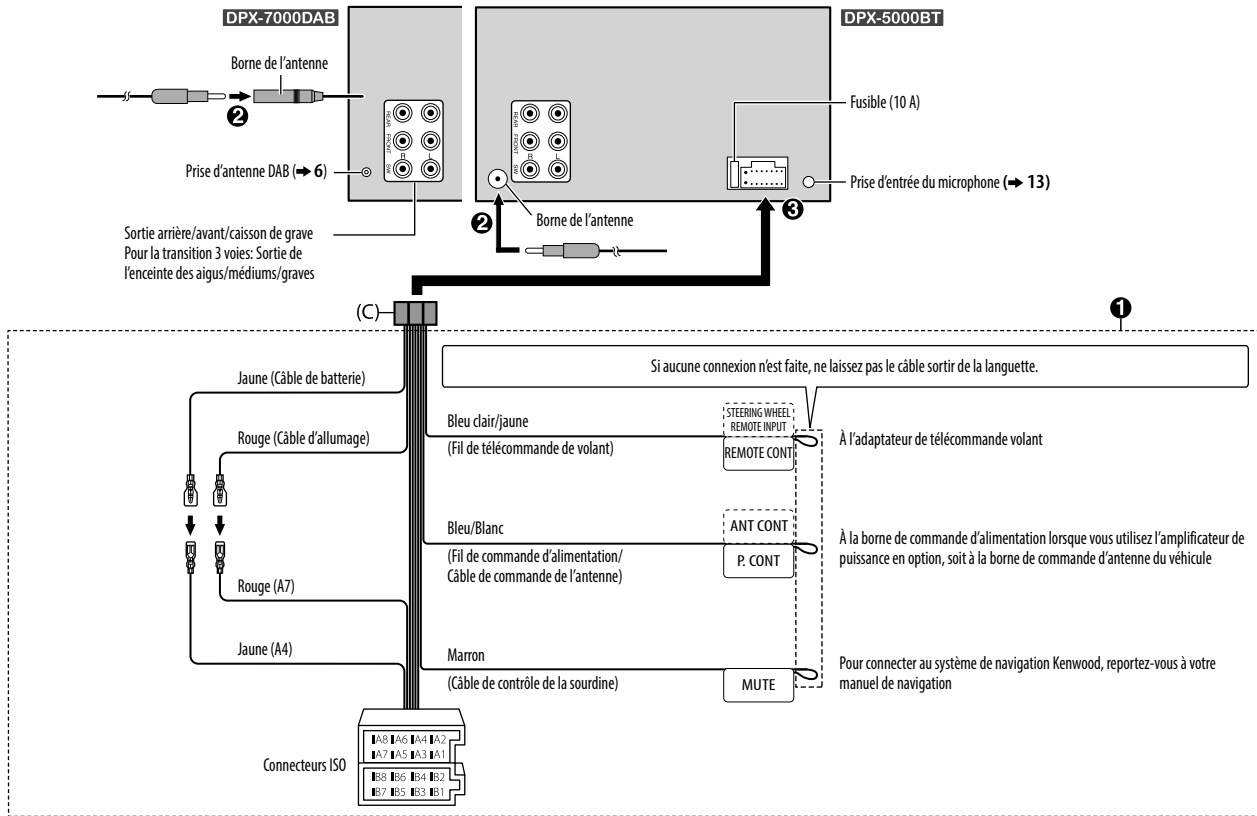 DPX-7000DAB
DPX-5000BT
Borne de l'antenne
2
REAR
FRONT
R
L
SW
Prise d'antenne DAB (➜ 6)
Sortie arrière/avant/caisson de grave
Pour la transition 3 voies: Sortie de
l'enceinte des aigus/médiums/graves
REAR
FRONT
R
L
SW
Fusible (10 A)
Prise d'entrée du microphone (➜ 13)
3
2
Borne de l'antenne
(C)
1
Si aucune connexion n'est faite, ne laissez pas le câble sortir de la languette.
Jaune (Câble de batterie)
Rouge (Câble d'allumage)
Rouge (A7)
Jaune (A4)
Bleu clair/jaune
(Fil de télécommande de volant)
STEERING WHEEL
REMOTE INPUT
REMOTE CONT
À l'adaptateur de télécommande volant
Bleu/Blanc
(Fil de commande d'alimentation/
Câble de commande de l'antenne)
ANT CONT
P. CONT
À la borne de commande d'alimentation lorsque vous utilisez l'amplificateur de
puissance en option, soit à la borne de commande d'antenne du véhicule
Marron
(Câble de contrôle de la sourdine)
MUTE
Pour connecter au système de navigation Kenwood, reportez-vous à votre
manuel de navigation
Connecteurs ISO
A8 A6 A4 A2
A7 A5 A3 A1
B8 B6 B4 B2
B7 B5 B3 B1